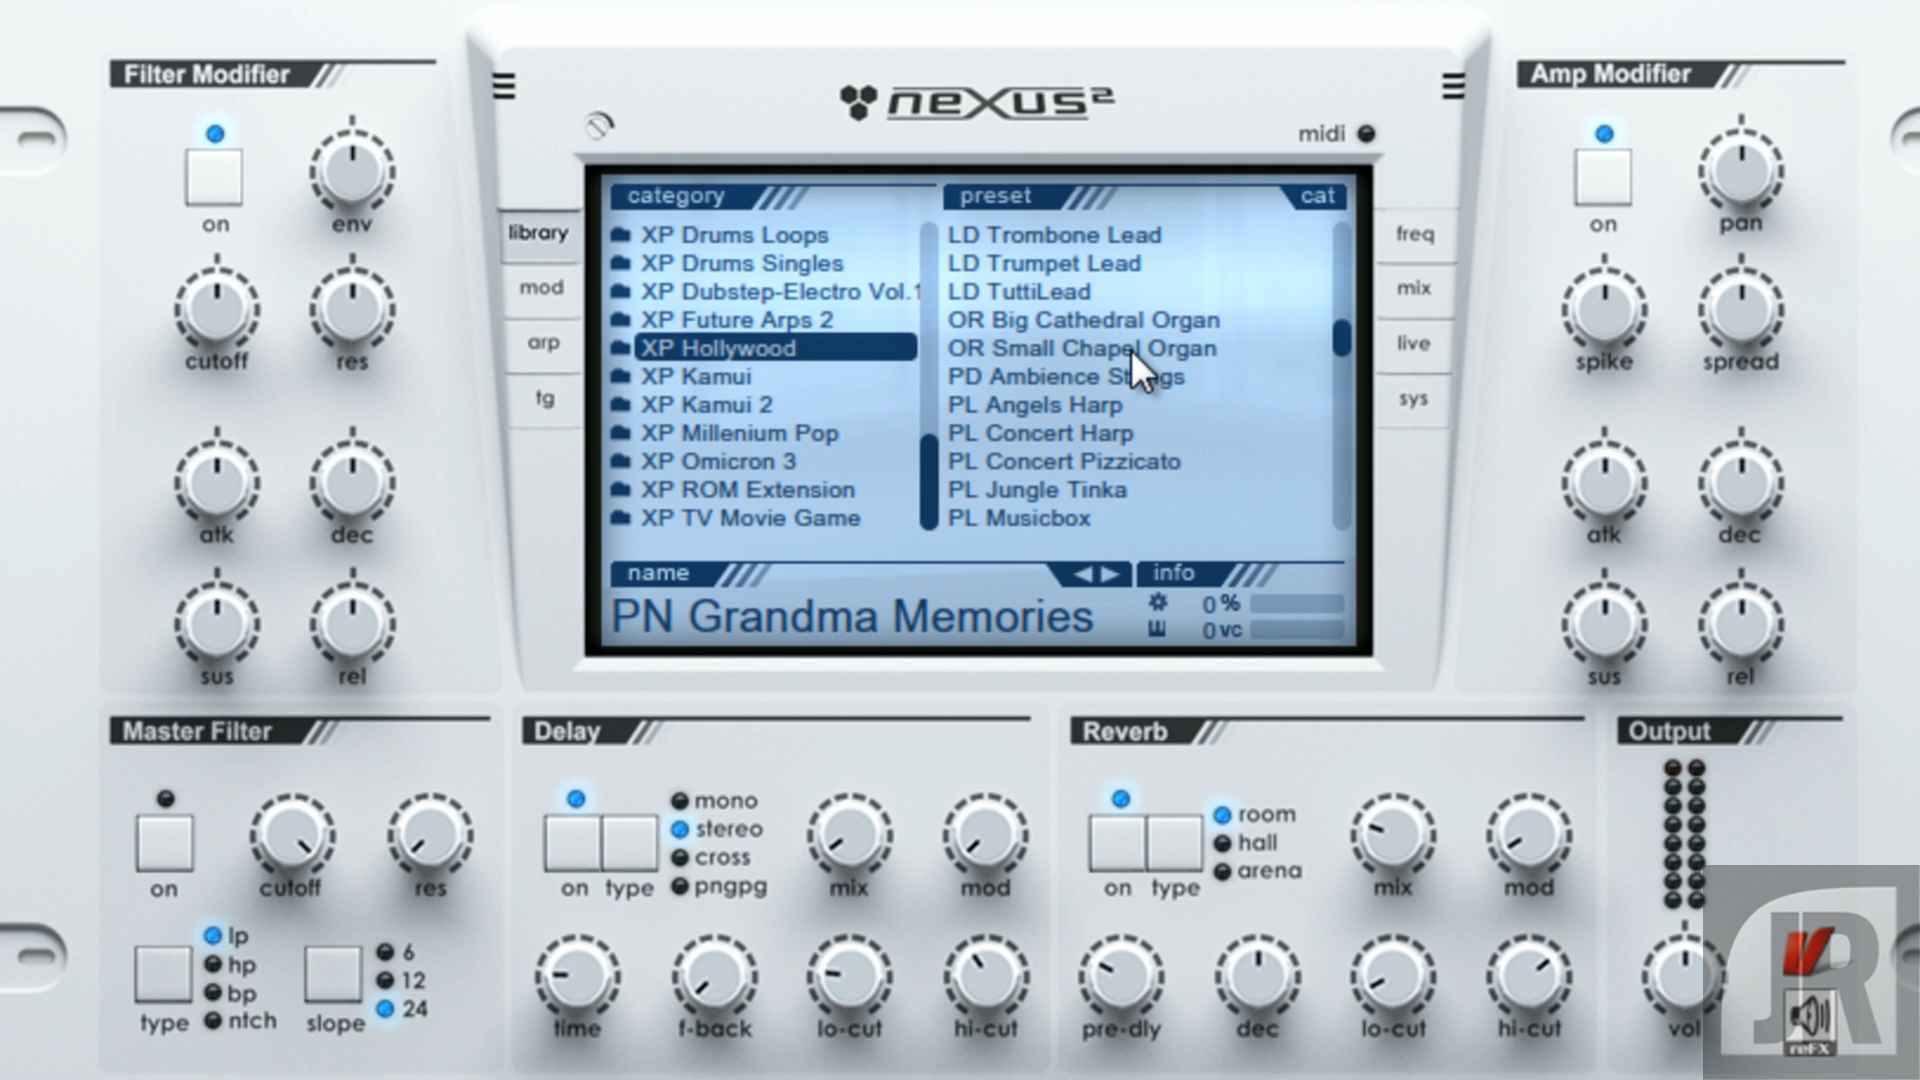 Filter Modifier
on
env
cutoff
res
atk
dec
sus
rel
nexus²
midi
library
mod
arp
tg
category
XP Drums Loops
XP Drums Singles
XP Dubstep-Electro Vol.1
XP Future Arps 2
XP Hollywood
XP Kamui
XP Kamui 2
XP Millenium Pop
XP Omicron 3
XP ROM Extension
XP TV Movie Game
preset
cat
LD Trombone Lead
LD Trumpet Lead
LD TuttiLead
OR Big Cathedral Organ
OR Small Chapel Organ
PD Ambience
PL Angels Harp
PL Concert Harp
PL Concert Pizzicato
PL Jungle Tinka
PL Musicbox
name
PN Grandma Memories
info
0 %
0 vc
freq
mix
live
sys
Amp Modifier
on
pan
spike
spread
atk
dec
sus
rel
Master Filter
on
cutoff
res
type
lp
hp
bp
ntch
slope
6
12
24
Delay
on
type
mono
stereo
cross
pngpg
mix
mod
time
f-back
lo-cut
hi-cut
Reverb
on
type
room
hall
arena
mix
mod
pre-dly
dec
lo-cut
hi-cut
Output
vol
JR
reFX